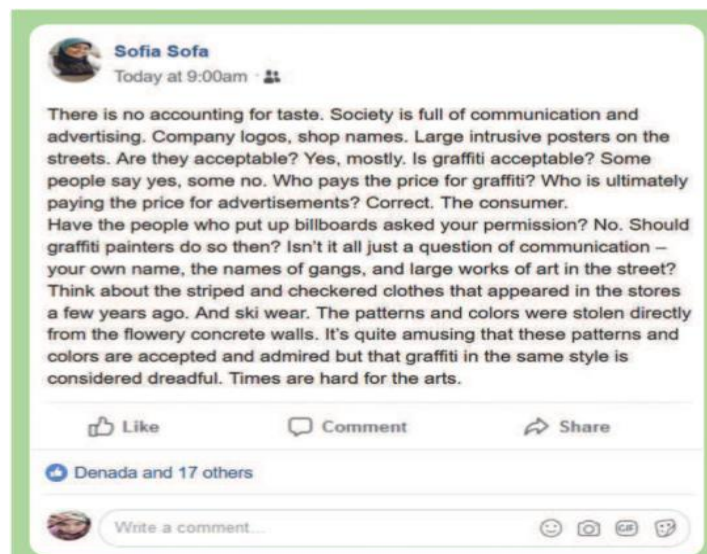 Sofia Sofa
Today at 9:00am
There is no accounting for taste. Society is full of communication and
advertising. Company logos, shop names. Large intrusive posters on the
streets. Are they acceptable? Yes, mostly. Is graffiti acceptable? Some
people say yes, some no. Who pays the price for graffiti? Who is ultimately
paying the price for advertisements? Correct. The consumer.
Have the people who put up billboards asked your permission? No. Should
graffiti painters do so then? Isn’t it all just a question of communication –
your own name, the names of gangs, and large works of art in the street?
Think about the striped and checkered clothes that appeared in the stores
a few years ago. And ski wear. The patterns and colors were stolen directly
from the flowery concrete walls. It’s quite amusing that these patterns and
colors are accepted and admired but that graffiti in the same style is
considered dreadful. Times are hard for the arts.
Like Comment Share
Denada and 17 others
Write a comment... GIF